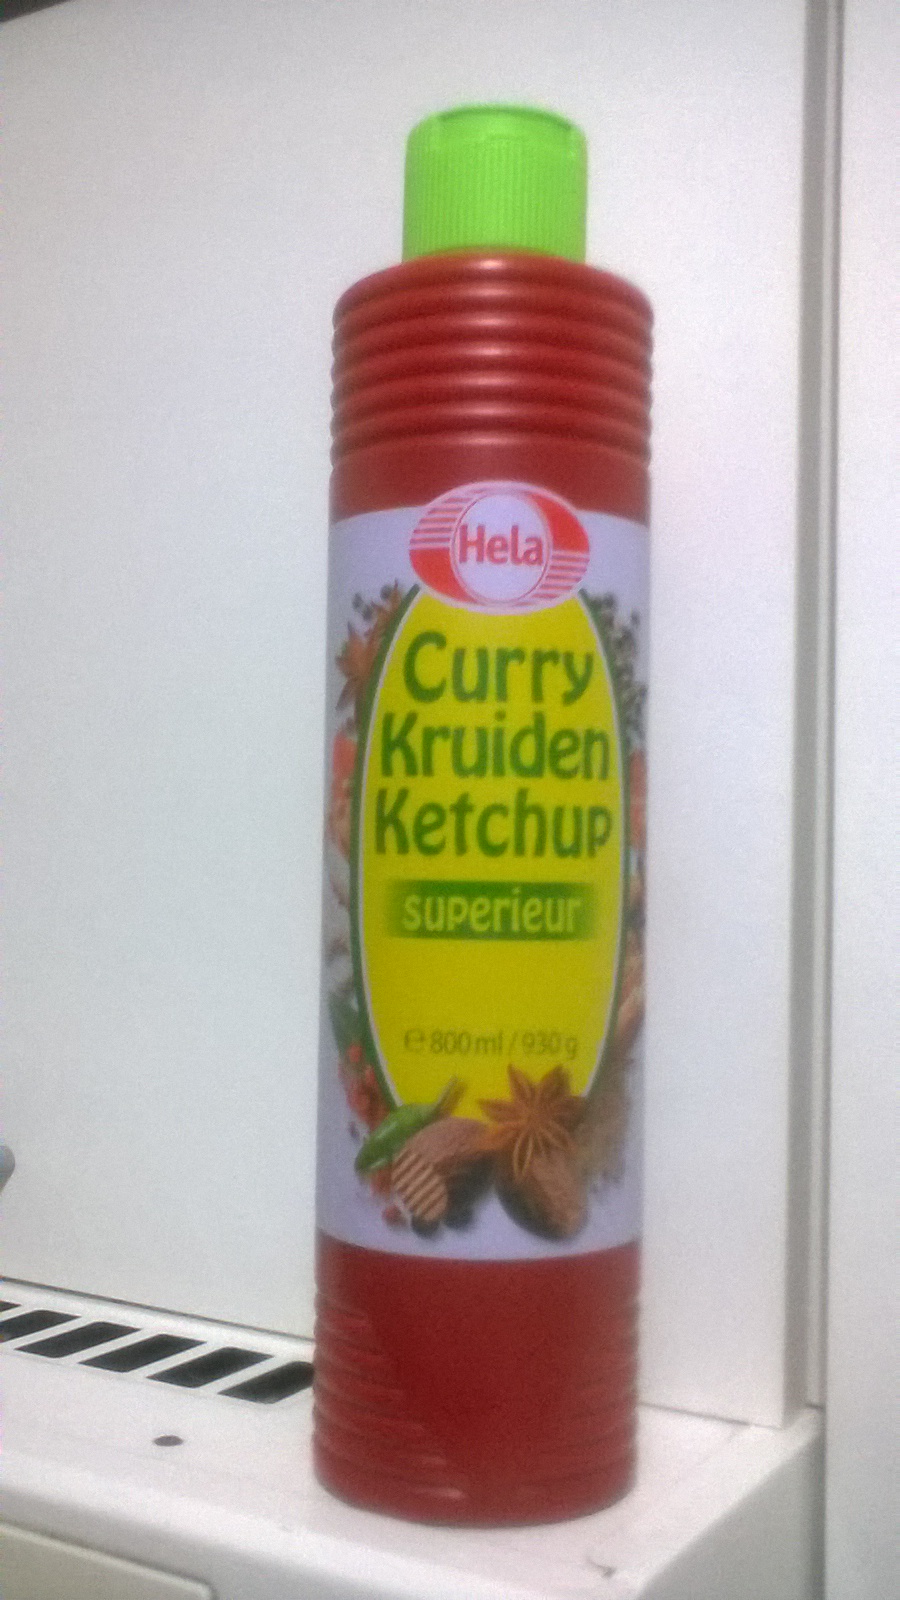 Hela
Curry
Kruiden
Ketchup
superieur
℮ 800 ml / 930 g